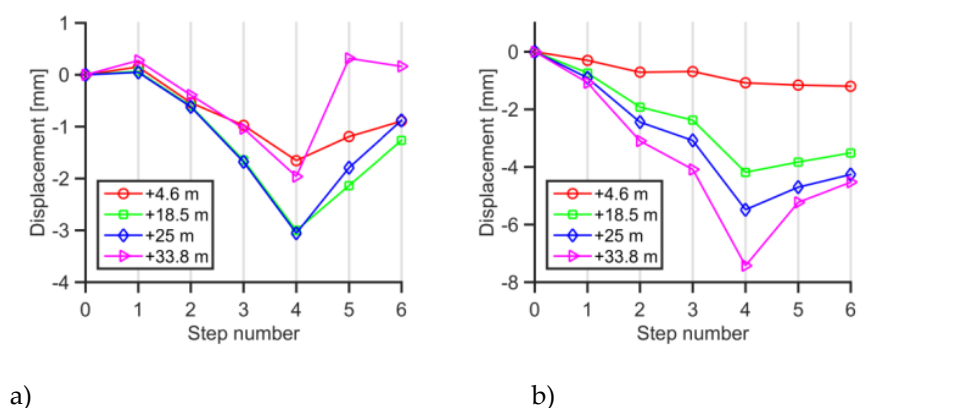 1
0
-1
-2
-3
-4
Displacement [mm]
+4.6 m
+18.5 m
+25 m
+33.8 m
0 1 2 3 4 5 6
Step number
a)
0
-2
-4
-6
-8
Displacement [mm]
+4.6 m
+18.5 m
+25 m
+33.8 m
0 1 2 3 4 5 6
Step number
b)